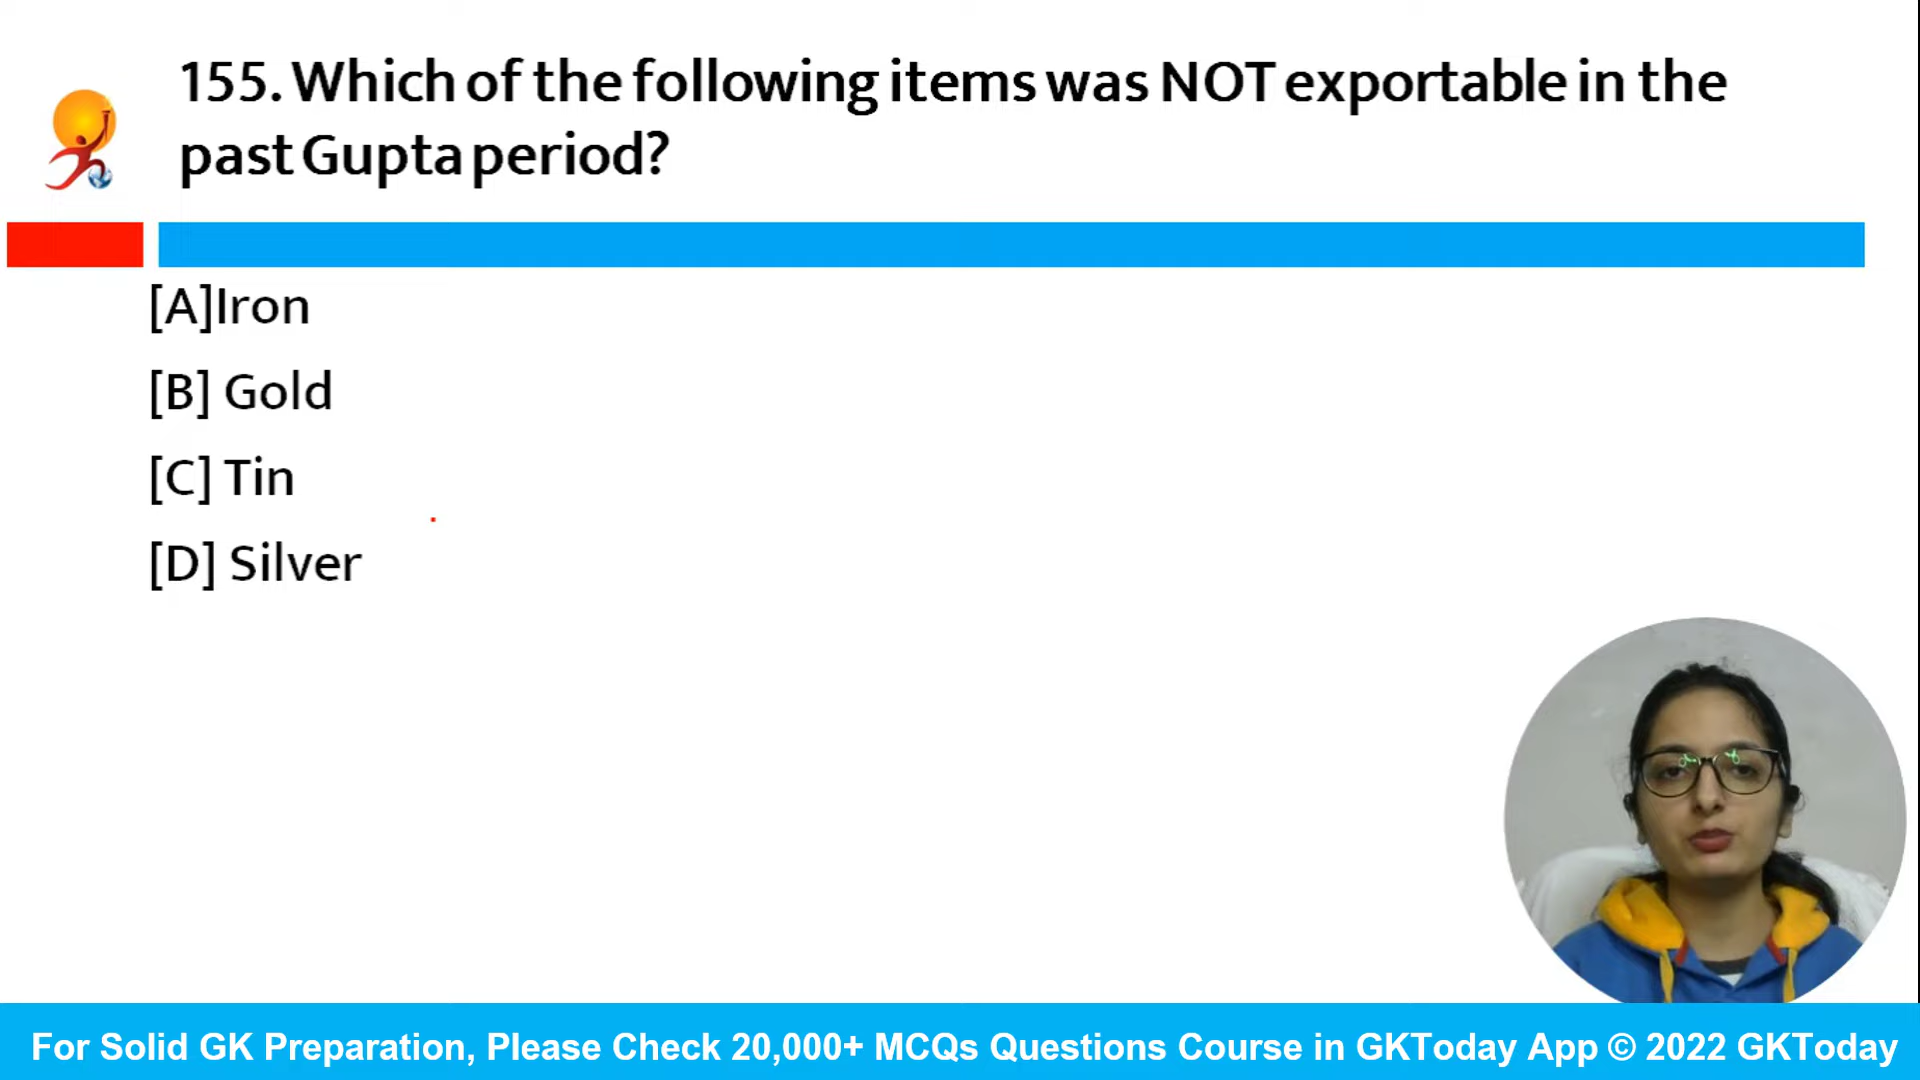 155. Which of the following items was NOT exportable in the
past Gupta period?
[A]Iron
[B] Gold
[C] Tin
[D] Silver
For Solid GK Preparation, Please Check 20,000+ MCQs Questions Course in GKToday App © 2022 GKToday